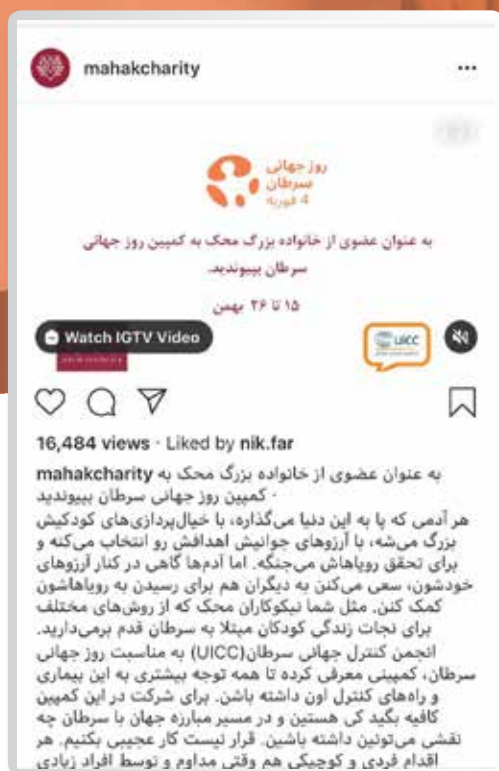 mahakcharity
روز جهانی
سرطان
4 فوریه
به عنوان عضوی از خانواده بزرگ محک به کمپین روز جهانی
سرطان بپیوندید.
۱۵ تا ۲۶ بهمن
Watch IGTV Video
uicc
16,484 views · Liked by nik.far
mahakcharity به عنوان عضوی از خانواده بزرگ محک به
کمپین روز جهانی سرطان بپیوندید ·
هر آدمی که پا به این دنیا می‌گذاره، با خیال‌پردازی‌های کودکیش
بزرگ می‌شه، با آرزوهای جوانیش اهدافش رو انتخاب می‌کنه و
برای تحقق رویاهاش می‌جنگه. اما آدم‌ها گاهی در کنار آرزوهای
خودشون، سعی می‌کنن به دیگران هم برای رسیدن به رویاهاشون
کمک کنن. مثل شما نیکوکاران محک که از روش‌های مختلف
برای نجات زندگی کودکان مبتلا به سرطان قدم برمی‌دارید.
انجمن کنترل جهانی سرطان(UICC) به مناسبت روز جهانی
سرطان، کمپینی معرفی کرده تا همه توجه بیشتری به این بیماری
و راه‌های کنترل اون داشته باشن. برای شرکت در این کمپین
کافیه بگید کی هستین و در مسیر مبارزه جهان با سرطان چه
نقشی می‌تونین داشته باشین. قرار نیست کار عجیبی بکنیم. هر
اقدام فردی و کوچیکی هم وقتی مداوم و توسط افراد زیادی